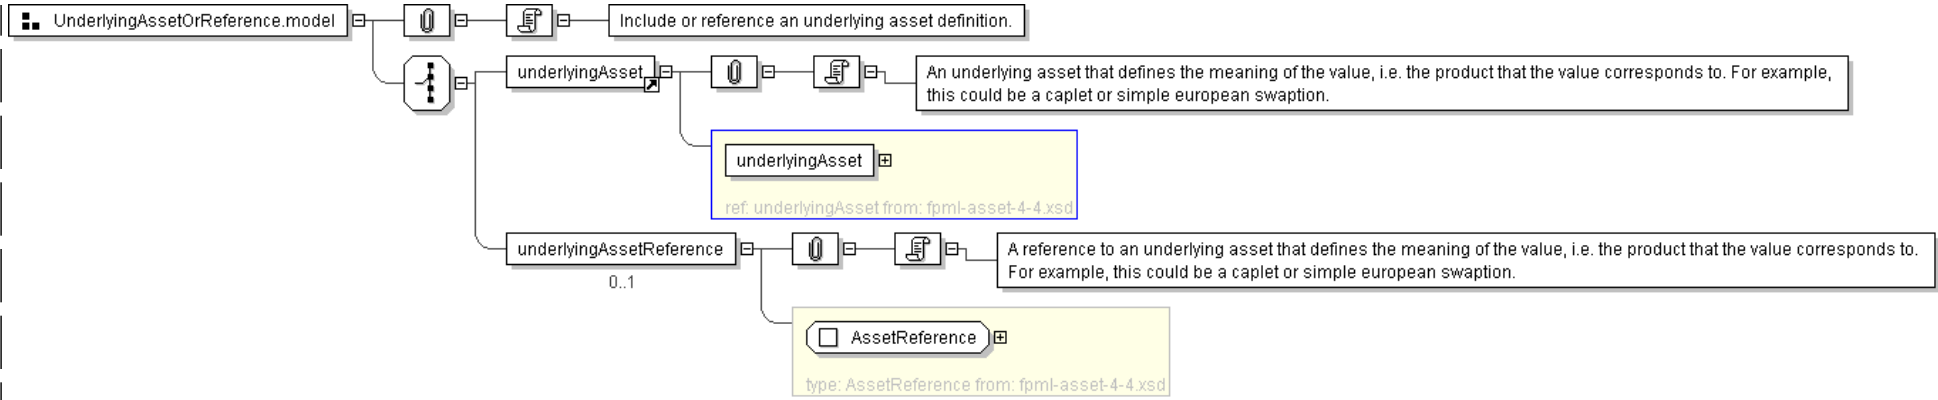 UnderlyingAssetOrReference.model
Include or reference an underlying asset definition.
underlyingAsset
An underlying asset that defines the meaning of the value, i.e. the product that the value corresponds to. For example,
this could be a caplet or simple european swaption.
underlyingAsset
ref: underlyingAsset from: fpml-asset-4-4.xsd
underlyingAssetReference
0..1
A reference to an underlying asset that defines the meaning of the value, i.e. the product that the value corresponds to.
For example, this could be a caplet or simple european swaption.
AssetReference
type: AssetReference from: fpml-asset-4-4.xsd